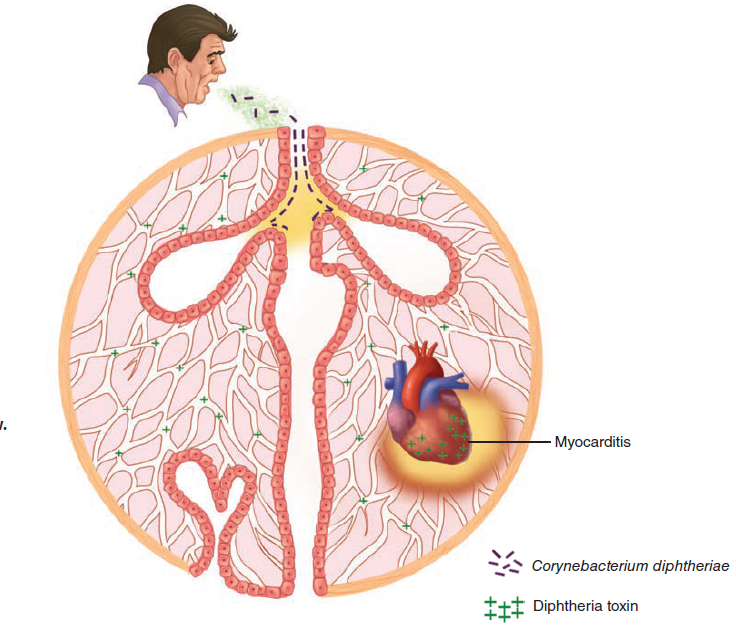 v.
Myocarditis
Corynebacterium diphtheriae
Diphtheria toxin